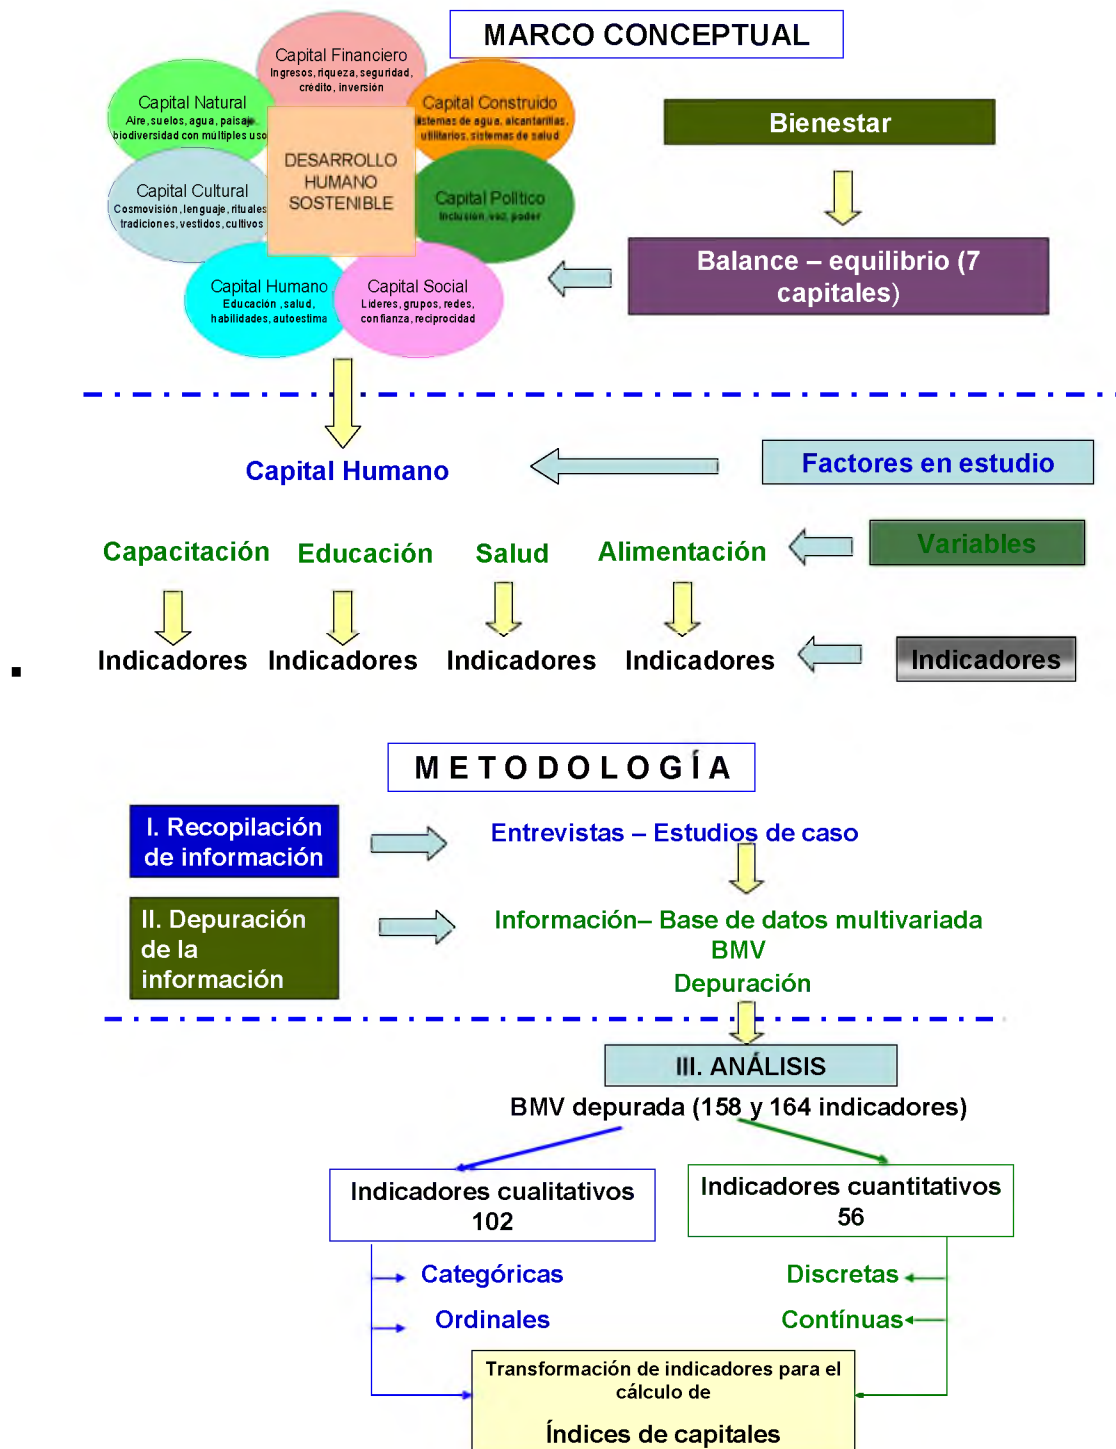 MARCO CONCEPTUAL
Capital Financiero
Ingresos, riqueza, seguridad,
crédito, inversión
Capital Natural
Aire, suelos, agua, paisaje,
biodiversidad con múltiples uso
Capital Construido
sistemas de agua, alcantarillas,
utilitarios, sistemas de salud
Bienestar
DESARROLLO
HUMANO
SOSTENIBLE
Capital Cultural
Cosmovisión, lenguaje, rituales
tradiciones, vestidos, cultivos
Capital Político
Inclusión, voz, poder
Balance – equilibrio (7
capitales)
Capital Humano
Educación, salud,
habilidades, autoestima
Capital Social
Lideres, grupos, redes,
confianza, reciprocidad
Capital Humano
Factores en estudio
Capacitación
Educación
Salud
Alimentación
Variables
Indicadores
Indicadores
Indicadores
Indicadores
Indicadores
METODOLOGÍA
I. Recopilación
de información
Entrevistas – Estudios de caso
II. Depuración
de la
información
Información– Base de datos multivariada
BMV
Depuración
III. ANÁLISIS
BMV depurada (158 y 164 indicadores)
Indicadores cualitativos
102
Indicadores cuantitativos
56
Categóricas
Discretas
Ordinales
Contínuas
Transformación de indicadores para el
cálculo de
Índices de capitales